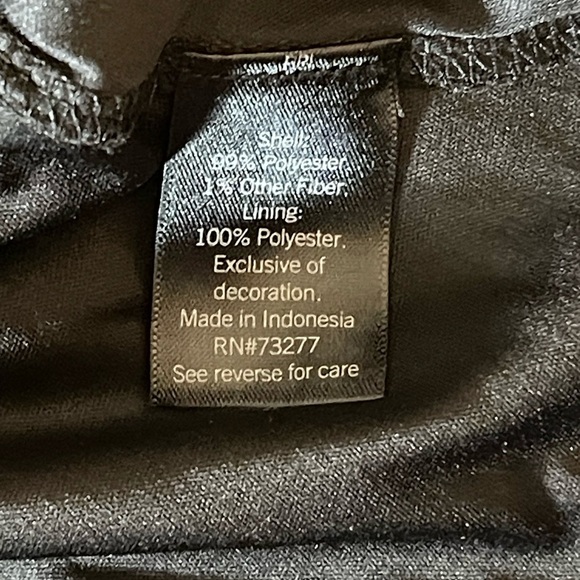 Shell:
99% Polyester
1% Other Fiber
Lining:
100% Polyester.
Exclusive of
decoration.
Made in Indonesia
RN#73277
See reverse for care